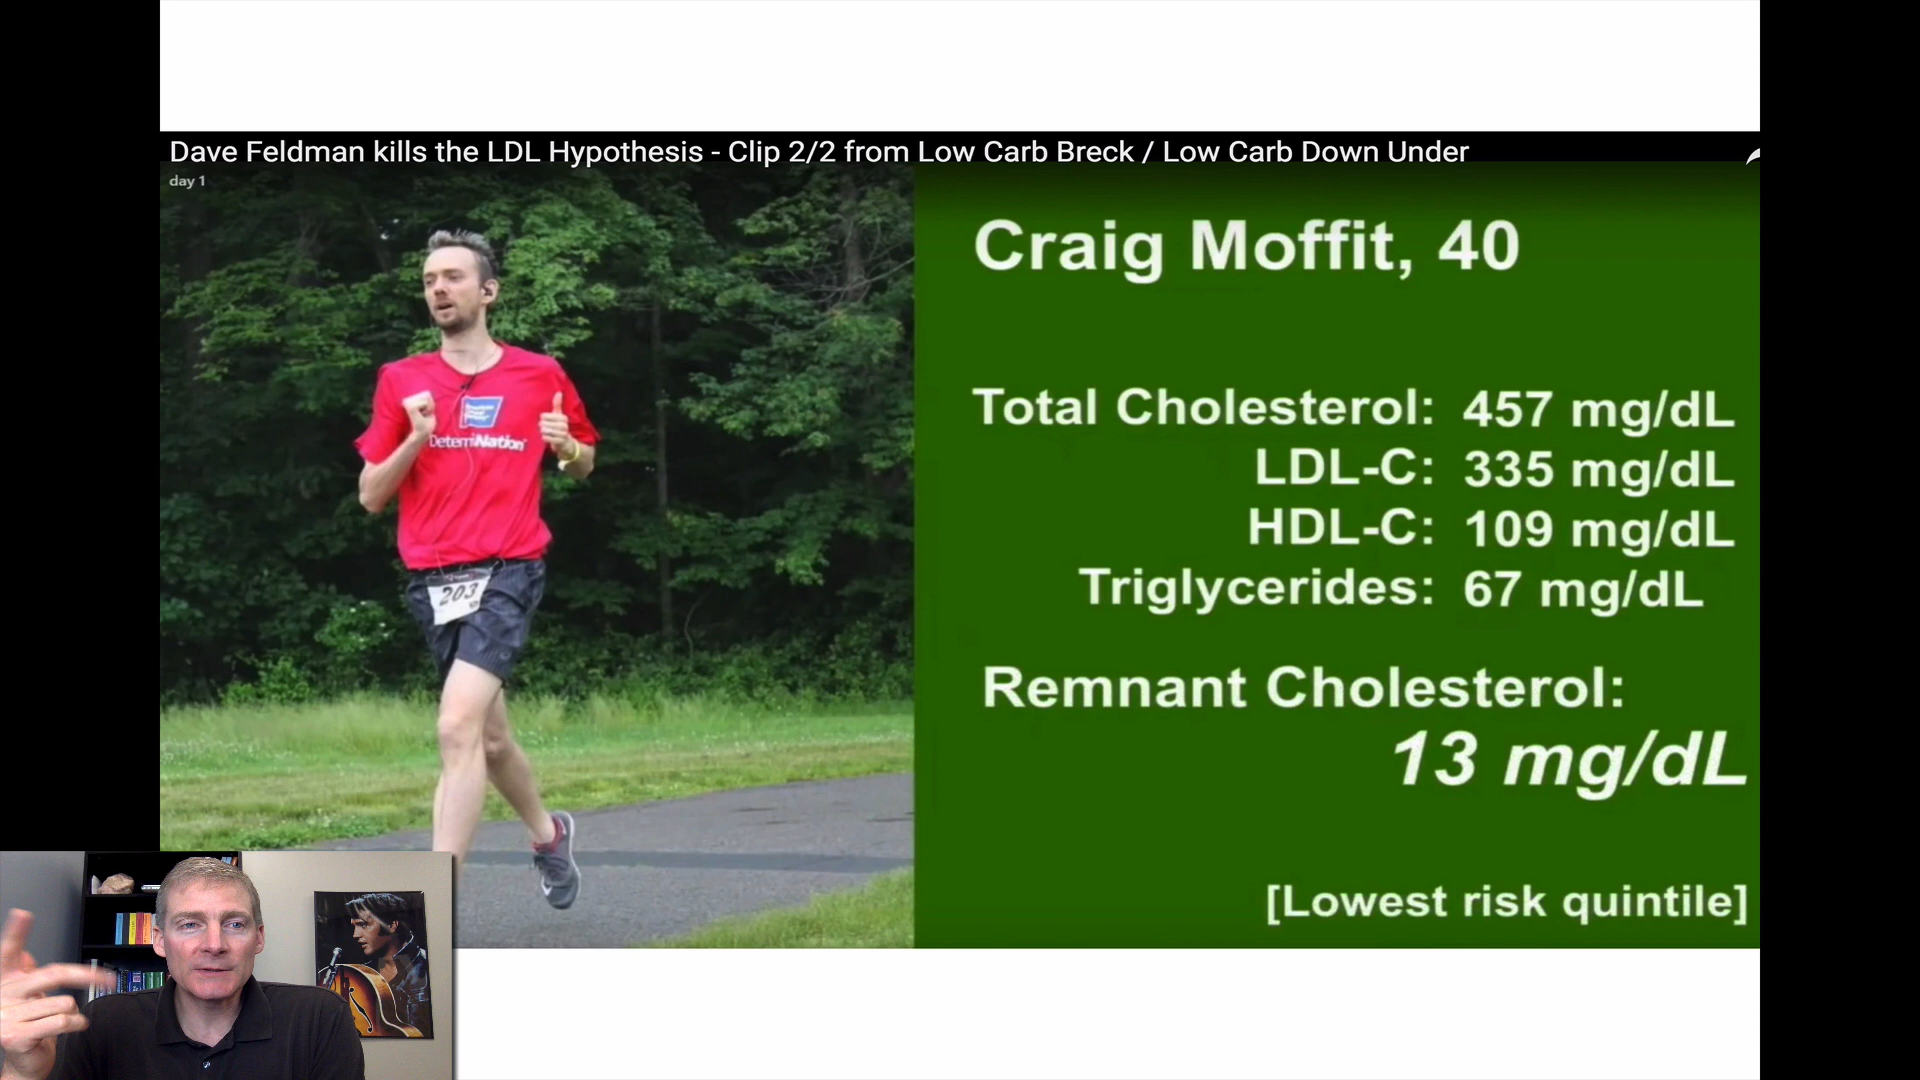 Dave Feldman kills the LDL Hypothesis - Clip 2/2 from Low Carb Breck / Low Carb Down Under
day 1
Craig Moffit, 40
Total Cholesterol: 457 mg/dL
LDL-C: 335 mg/dL
HDL-C: 109 mg/dL
Triglycerides: 67 mg/dL
Remnant Cholesterol:
13 mg/dL
[Lowest risk quintile]
DetermiNation
203